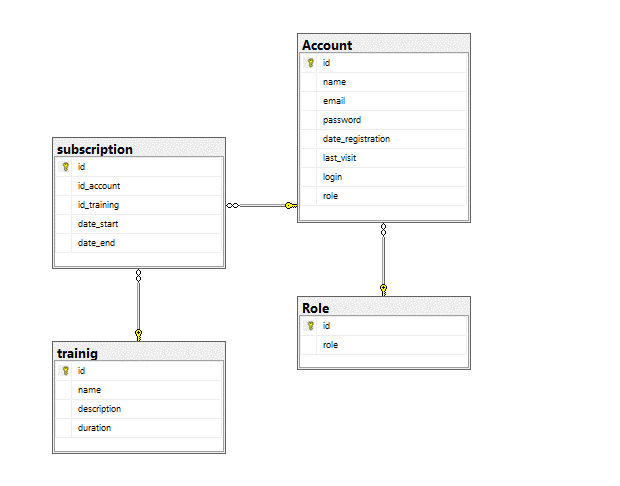 Account
id
name
email
password
date_registration
last_visit
login
role
subscription
id
id_account
id_training
date_start
date_end
Role
id
role
trainig
id
name
description
duration